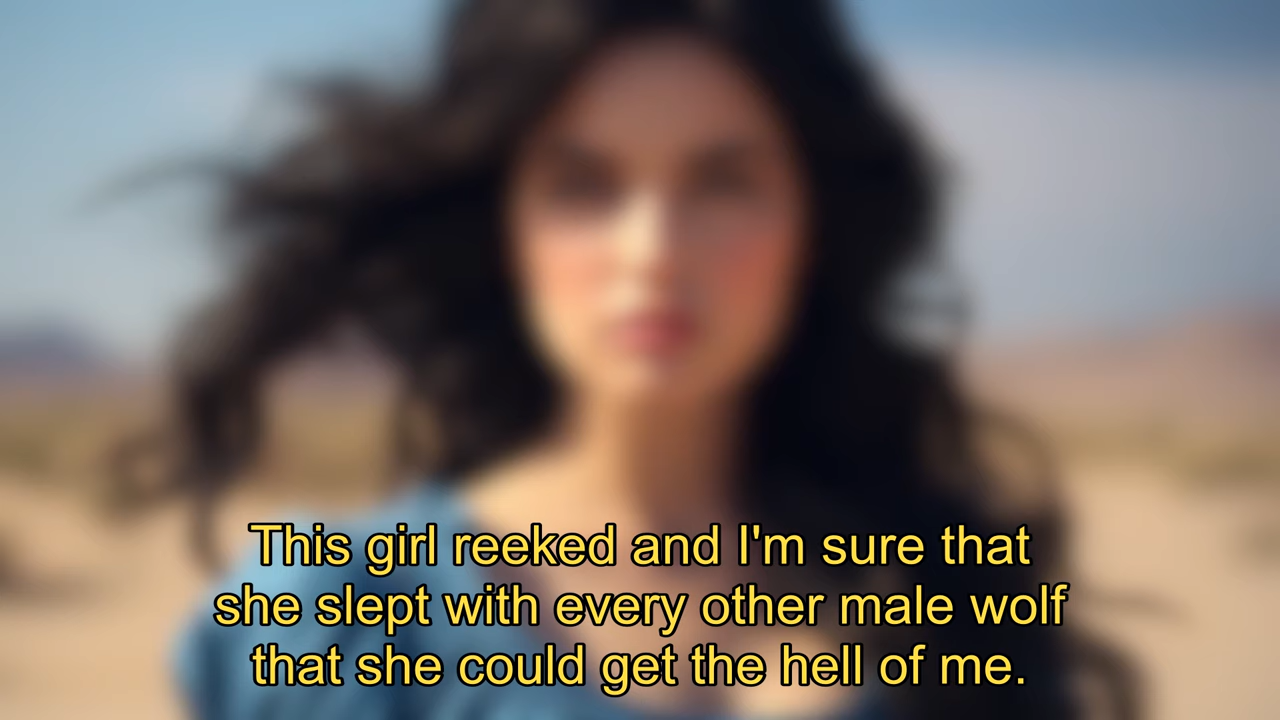 This girl reeked and I'm sure that
she slept with every other male wolf
that she could get the hell of me.